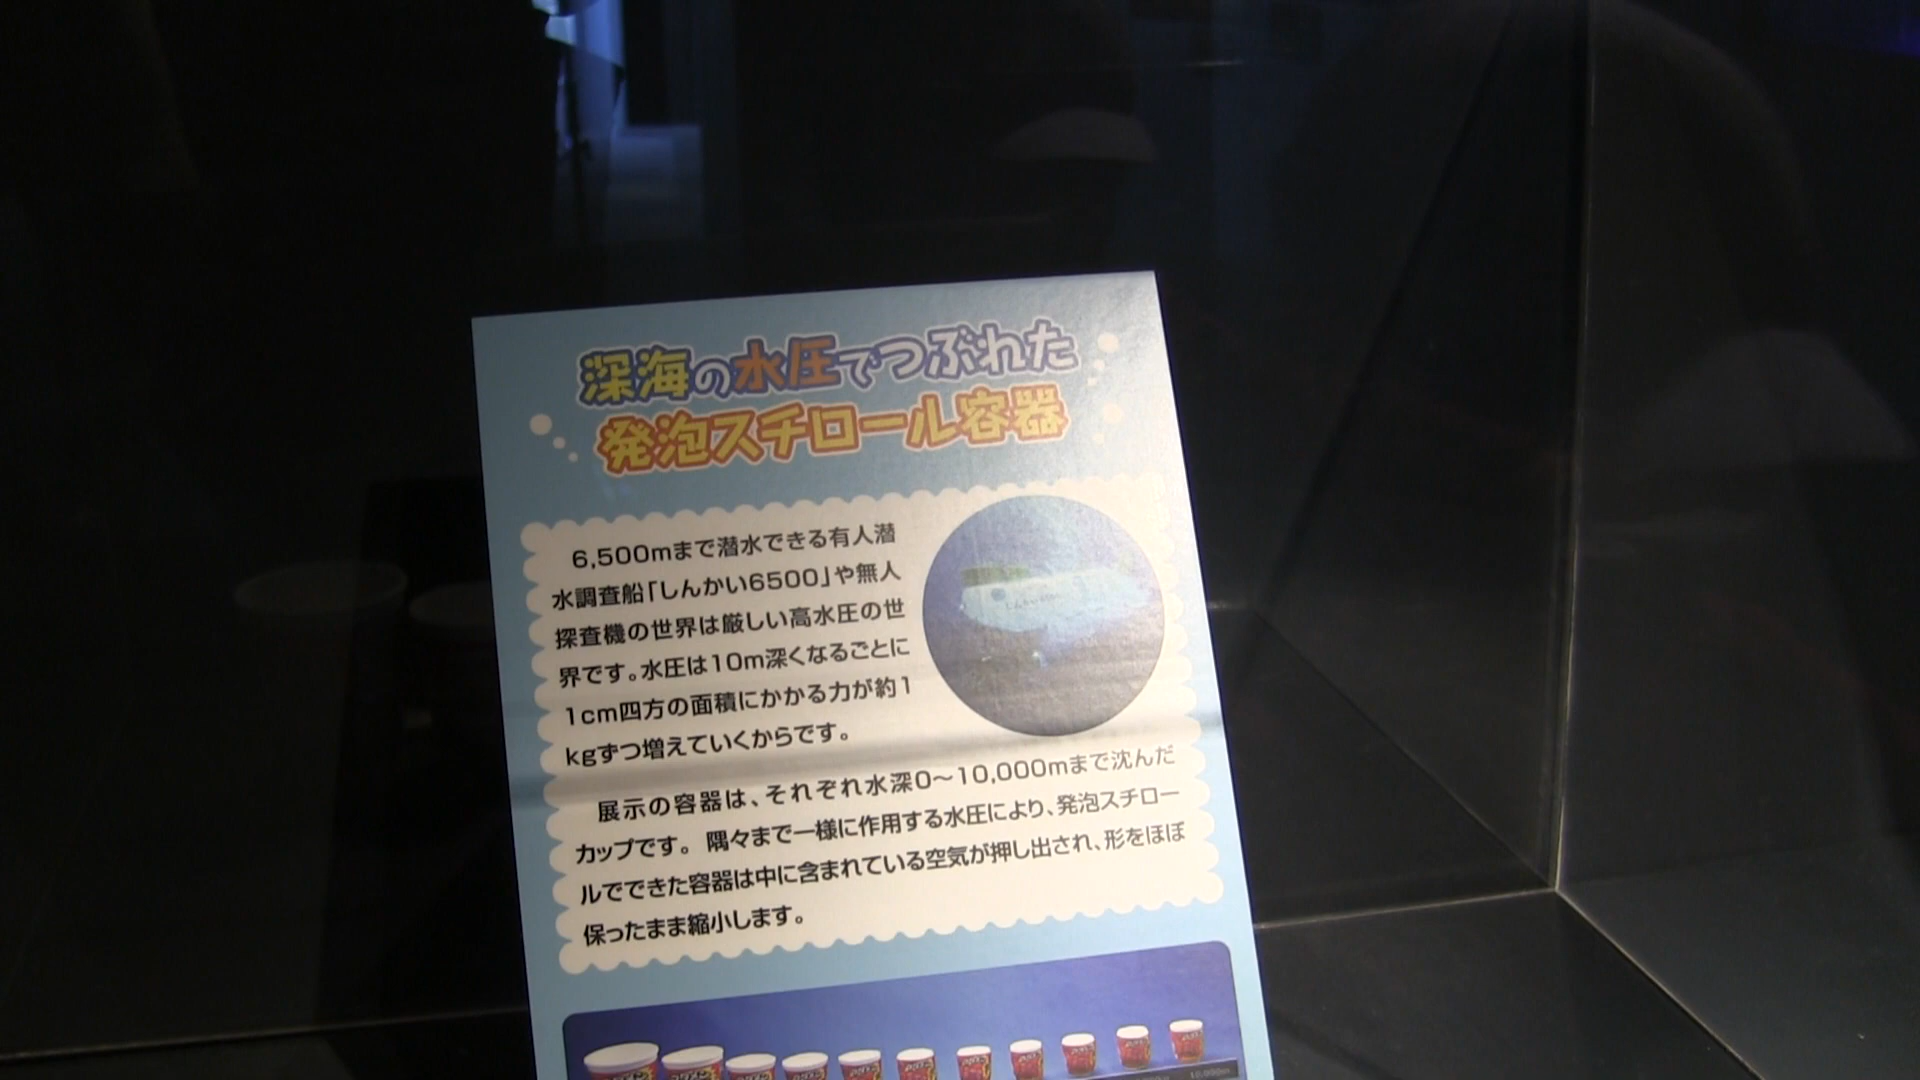 深海の水圧でつぶれた
発泡スチロール容器
6,500mまで潜水できる有人潜
水調査船「しんかい6500」や無人
探査機の世界は厳しい高水圧の世
界です。水圧は10m深くなるごとに
1cm四方の面積にかかる力が約1
kgずつ増えていくからです。
展示の容器は、それぞれ水深0〜10,000mまで沈んだ
カップです。隅々まで一様に作用する水圧により、発泡スチロー
ルでできた容器は中に含まれている空気が押し出され、形をほぼ
保ったまま縮小します。
10,000m